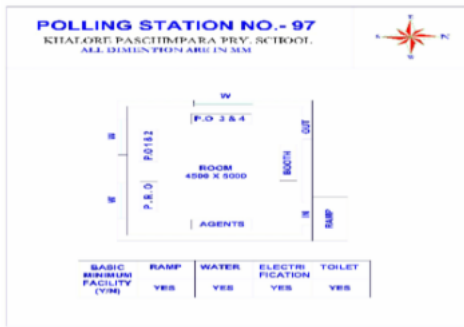 POLLING STATION NO.- 97
KHALORE PASCHIMPARA PRY. SCHOOL
ALL DIMENTION ARE IN MM
E
N
W
W
P.O 3 & 4
W
P.O 1&2
OUT
ROOM
4500 X 5000
BOOTH
W
P.R.O
IN
RAMP
AGENTS
BASIC MINIMUM FACILITY (Y/N) RAMP WATER ELECTRI FICATION TOILET
YES YES YES YES